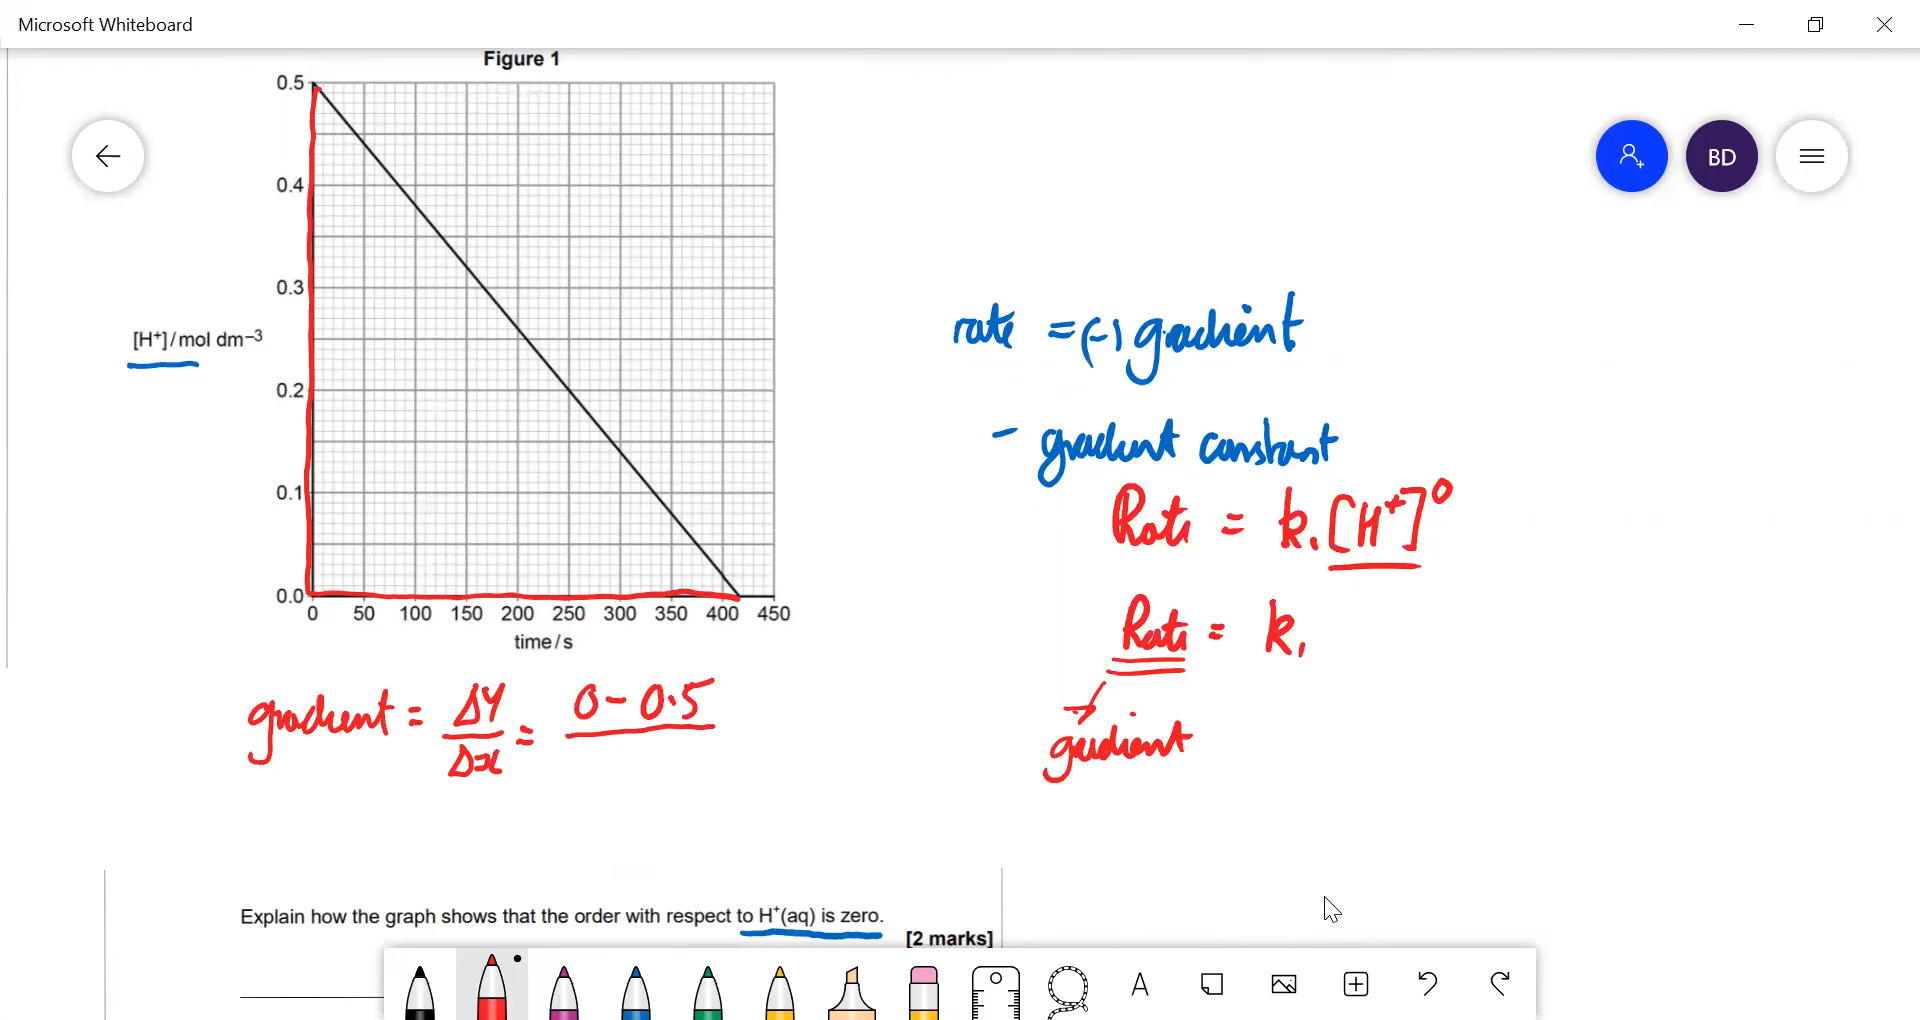 Microsoft Whiteboard
Figure 1
0.5
0.4
0.3
[H⁺]/mol dm⁻³
0.2
0.1
0.0
0 50 100 150 200 250 300 350 400 450
time/s
BD
rate = (-) gradient
- gradient constant
Rate = k₁[H⁺]⁰
Rate = k₁
gradient
gradient = ΔY/Δx = 0 - 0.5
Explain how the graph shows that the order with respect to H⁺(aq) is zero.
[2 marks]
A